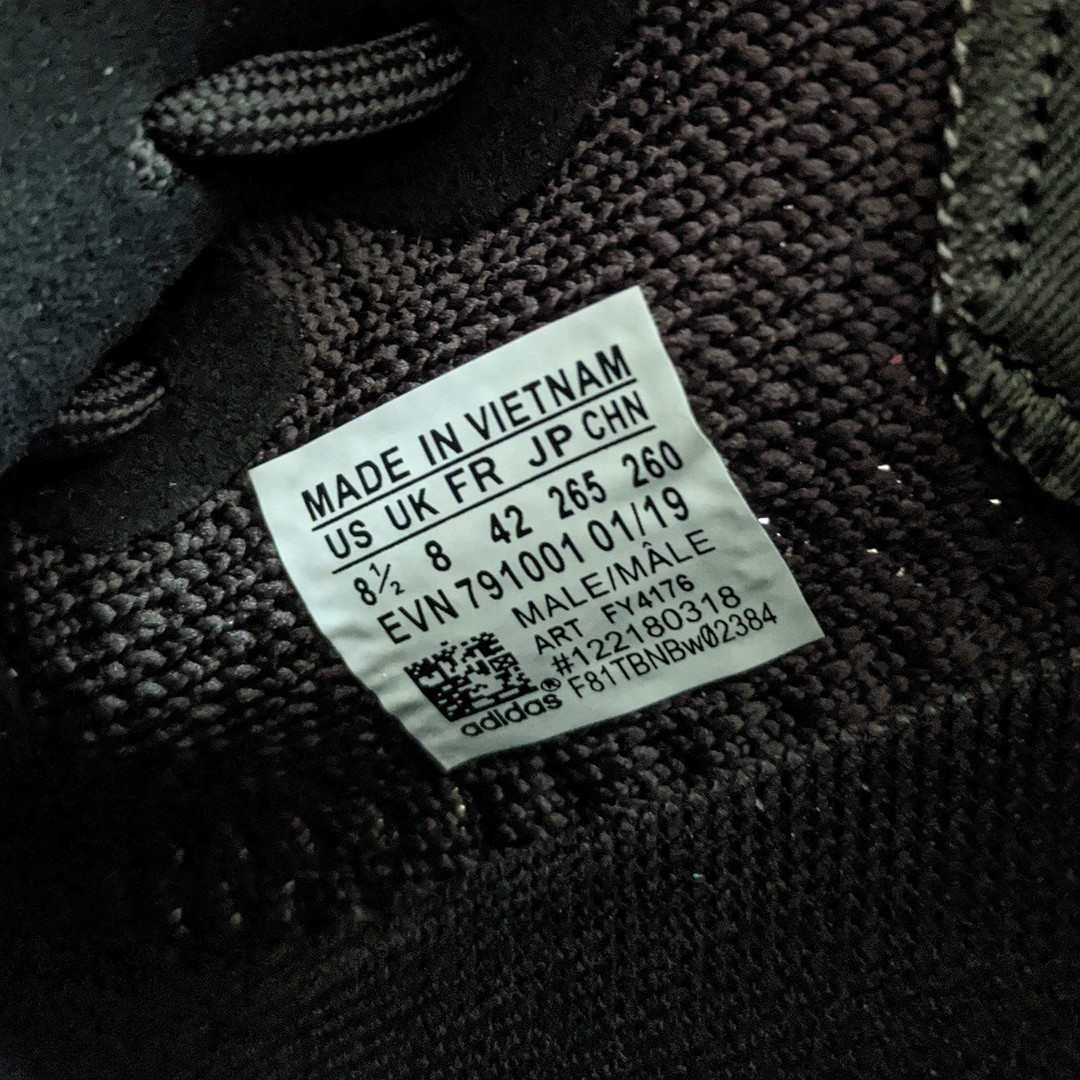 MADE IN VIETNAM
US UK FR JP CHN
8½ 8 42 265 260
EVN 791001 01/19
MALE/MÂLE
ART FY4176
#122180318
F81TBNBw02384
adidas®